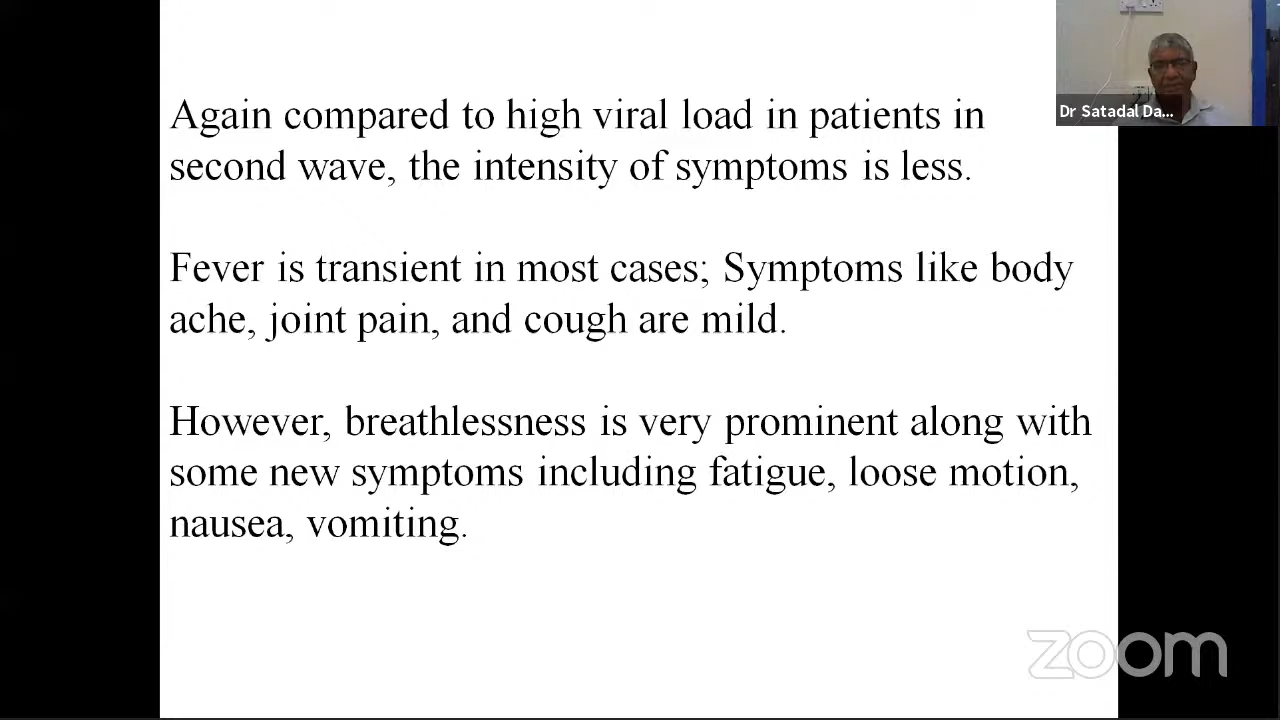 Again compared to high viral load in patients in
second wave, the intensity of symptoms is less.
Fever is transient in most cases; Symptoms like body
ache, joint pain, and cough are mild.
However, breathlessness is very prominent along with
some new symptoms including fatigue, loose motion,
nausea, vomiting.
Dr Satadal Da...
zoom